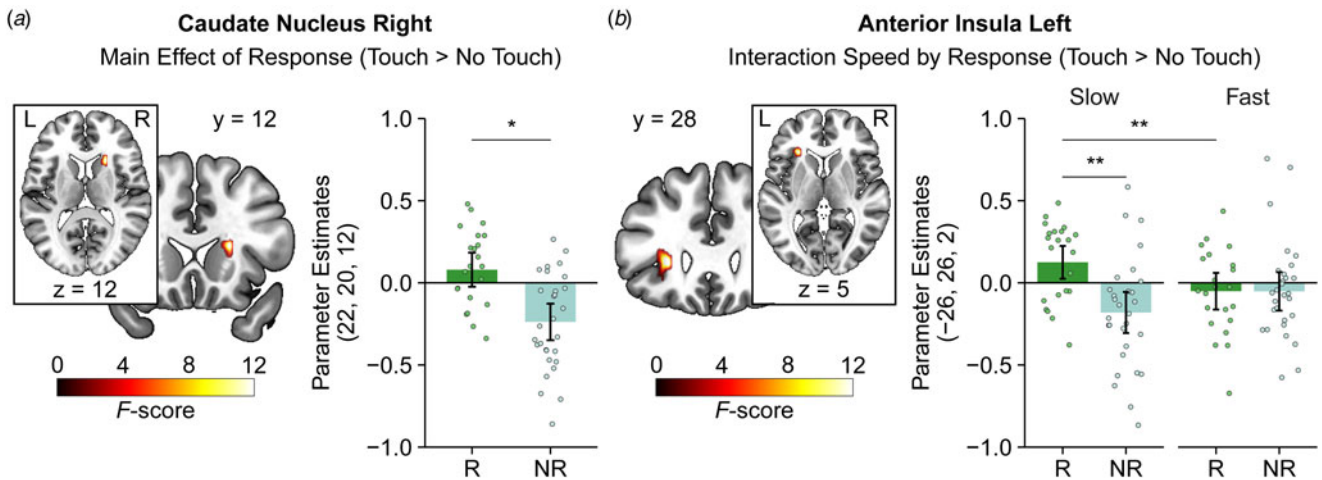 (a)
Caudate Nucleus Right
Main Effect of Response (Touch > No Touch)
L R
y = 12
z = 12
0 4 8 12
F-score
Parameter Estimates
(22, 20, 12)
1.0
0.5
0.0
−0.5
−1.0
*
R NR
(b)
Anterior Insula Left
Interaction Speed by Response (Touch > No Touch)
y = 28
L R
z = 5
0 4 8 12
F-score
Parameter Estimates
(−26, 26, 2)
Slow Fast
1.0
0.5
0.0
−0.5
−1.0
**
**
R NR R NR